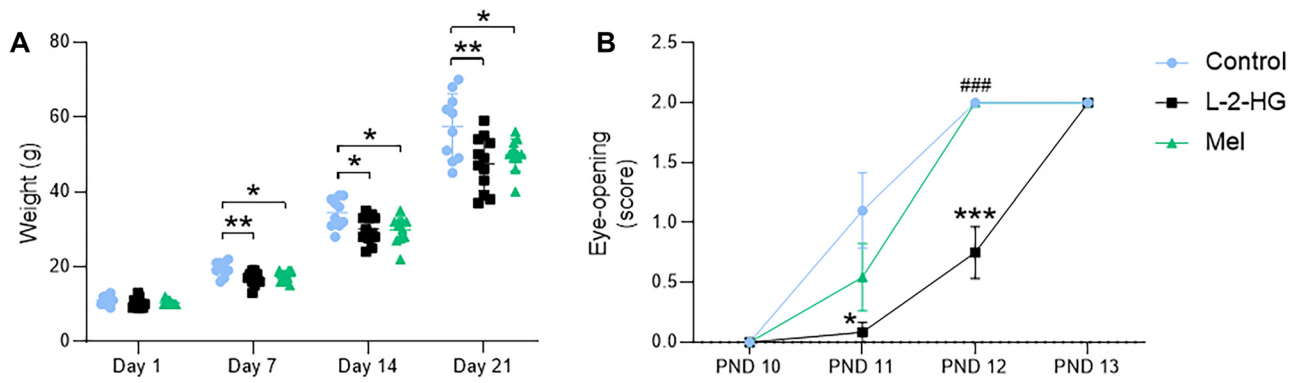 A
Weight (g)
80
60
40
20
0
*
**
*
*
*
**
*
**
Day 1
Day 7
Day 14
Day 21
B
Eye-opening
(score)
2.5
2.0
1.5
1.0
0.5
0.0
###
***
*
PND 10
PND 11
PND 12
PND 13
Control
L-2-HG
Mel